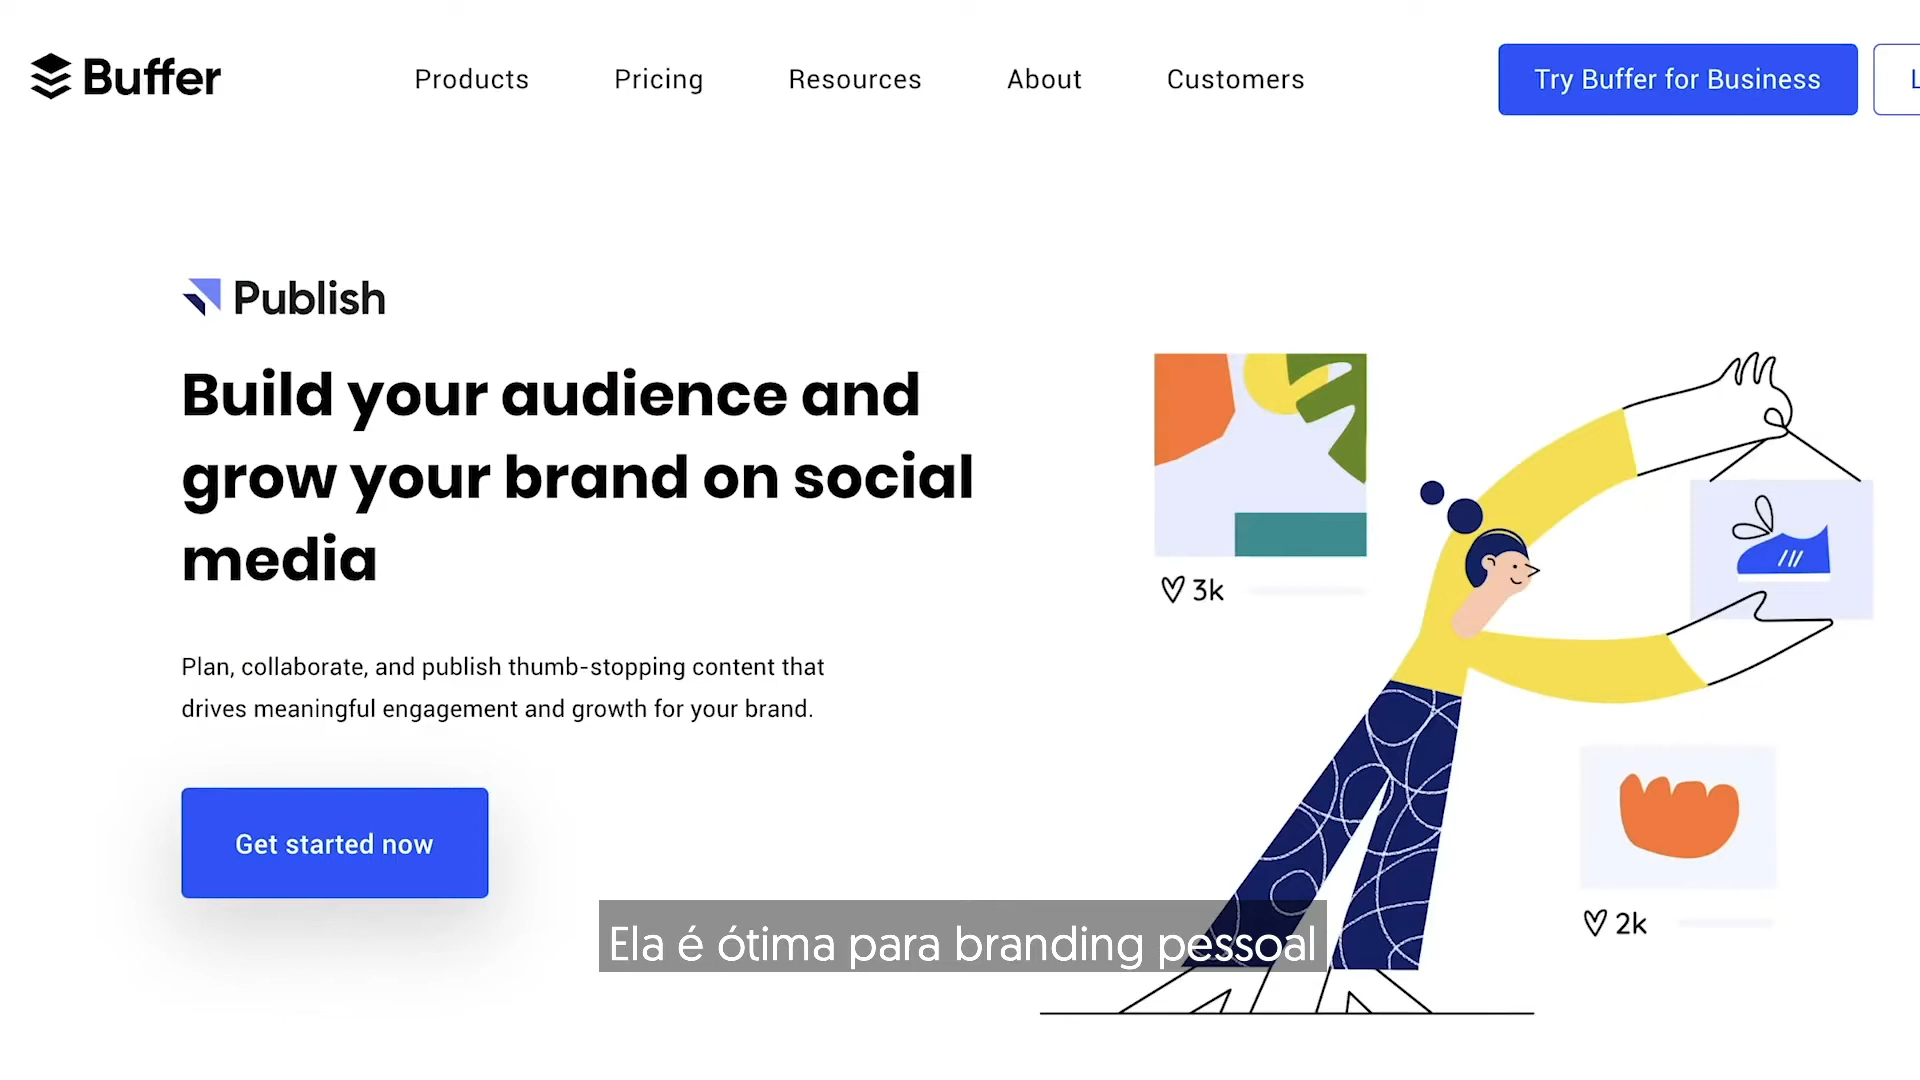 Buffer
Products
Pricing
Resources
About
Customers
Try Buffer for Business
L
Publish
Build your audience and
grow your brand on social
media
Plan, collaborate, and publish thumb-stopping content that
drives meaningful engagement and growth for your brand.
Get started now
3k
2k
Ela é ótima para branding pessoal